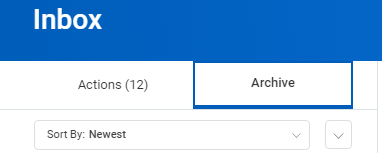 Inbox
Actions (12)
Archive
Sort By: Newest